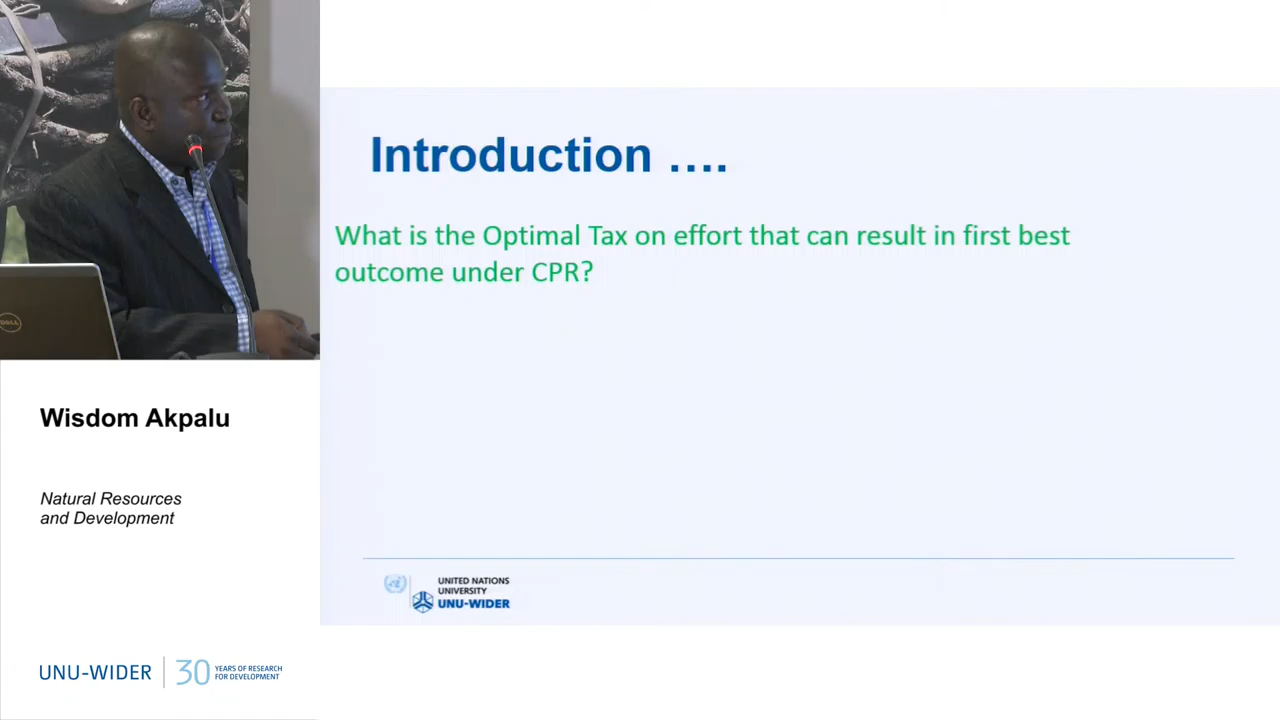 Introduction ….
What is the Optimal Tax on effort that can result in first best
outcome under CPR?
DELL
Wisdom Akpalu
Natural Resources
and Development
UNITED NATIONS
UNIVERSITY
UNU-WIDER
UNU-WIDER
30
YEARS OF RESEARCH
FOR DEVELOPMENT